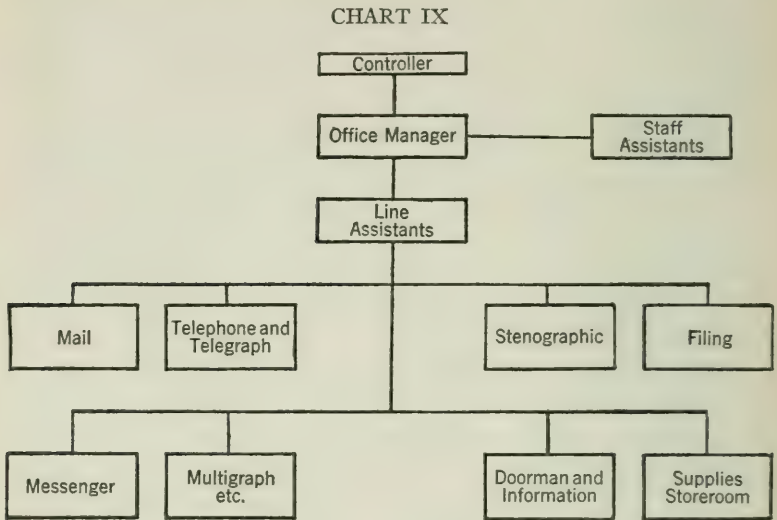 CHART IX
Controller
Office Manager
Staff
Assistants
Line
Assistants
Mail
Telephone and
Telegraph
Stenographic
Filing
Messenger
Multigraph
etc.
Doorman and
Information
Supplies
Storeroom